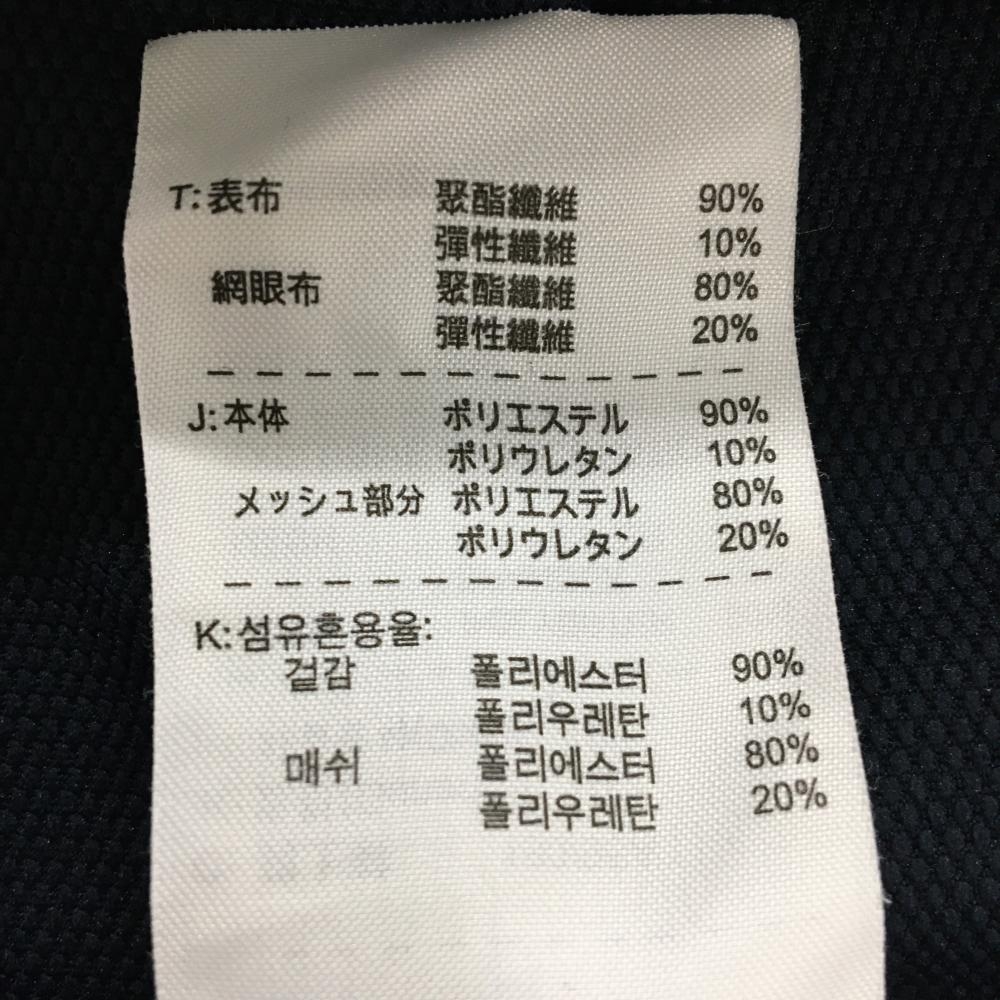 T: 表布 聚酯纖維 90%
彈性纖維 10%
網眼布 聚酯纖維 80%
彈性纖維 20%
J: 本体 ポリエステル 90%
ポリウレタン 10%
メッシュ部分 ポリエステル 80%
ポリウレタン 20%
K: 섬유혼용율:
겉감 폴리에스터 90%
폴리우레탄 10%
매쉬 폴리에스터 80%
폴리우레탄 20%